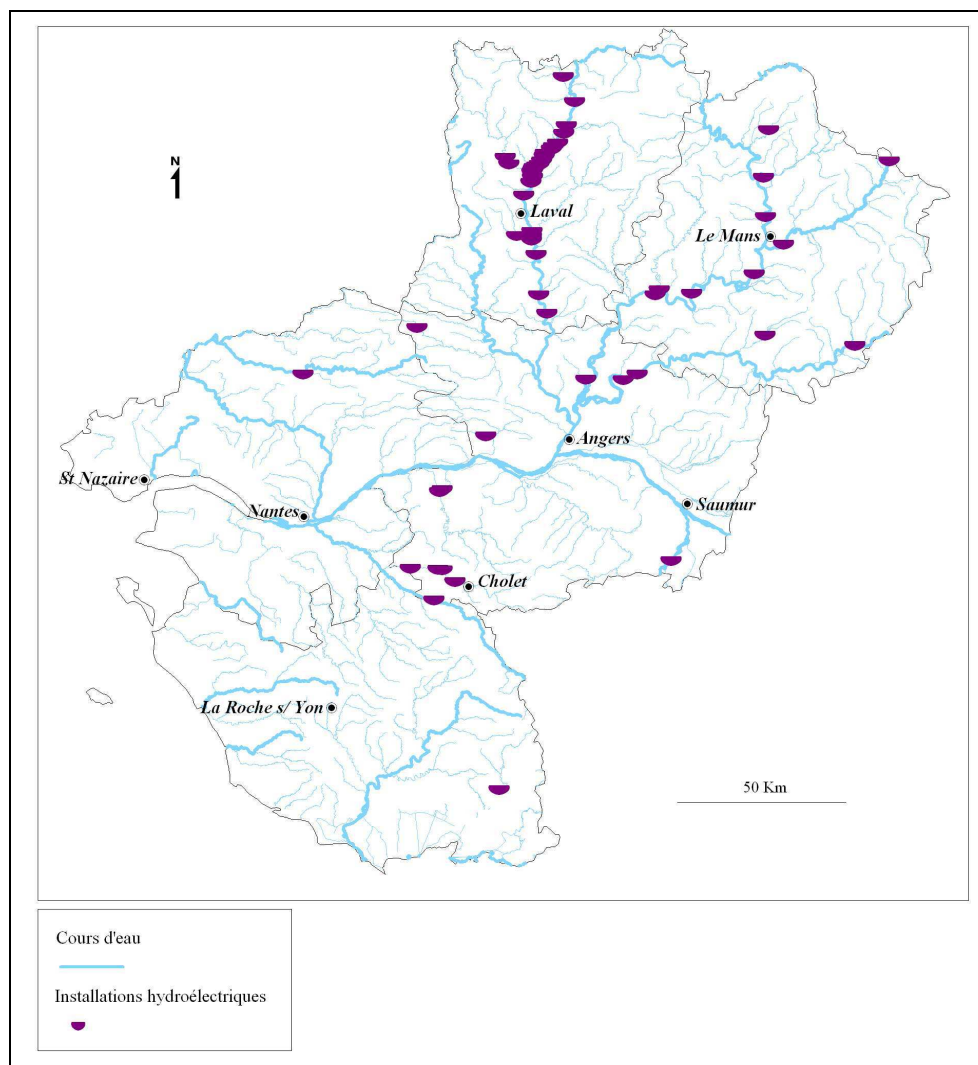 N
Laval
Le Mans
Angers
St Nazaire
Nantes
Saumur
Cholet
La Roche s/ Yon
50 Km
Cours d'eau
Installations hydroélectriques